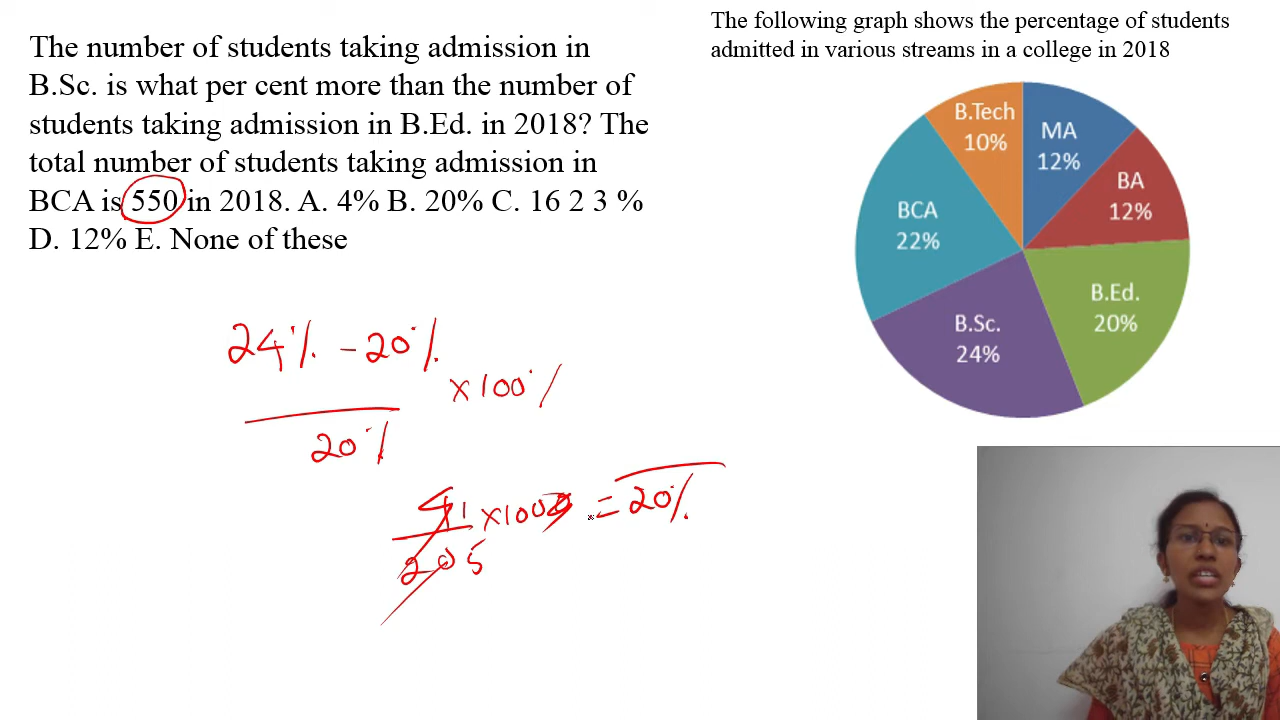 The number of students taking admission in
B.Sc. is what per cent more than the number of
students taking admission in B.Ed. in 2018? The
total number of students taking admission in
BCA is 550 in 2018. A. 4% B. 20% C. 16 2 3 %
D. 12% E. None of these
The following graph shows the percentage of students
admitted in various streams in a college in 2018
B.Tech
10%
MA
12%
BA
12%
BCA
22%
B.Ed.
20%
B.Sc.
24%
24% - 20%
× 100%
20%
4 1 × 100 = 20%
20 5